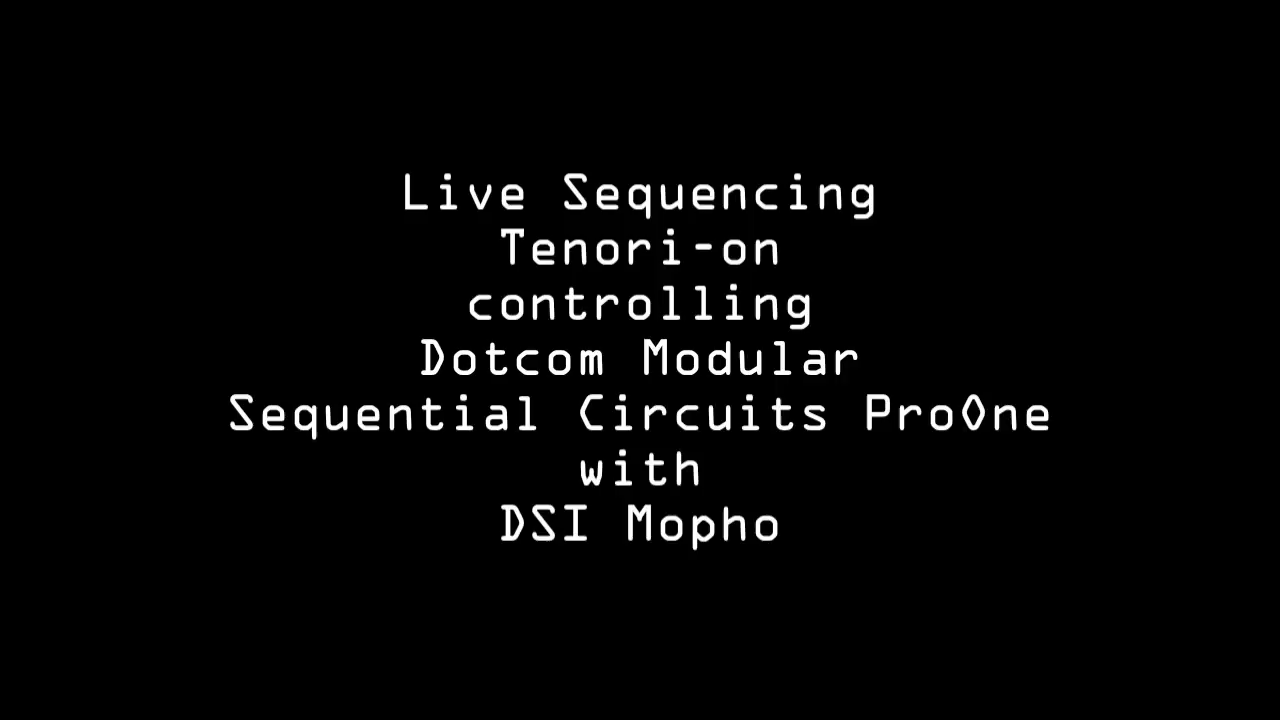 Live Sequencing
Tenori-on
controlling
Dotcom Modular
Sequential Circuits ProOne
with
DSI Mopho